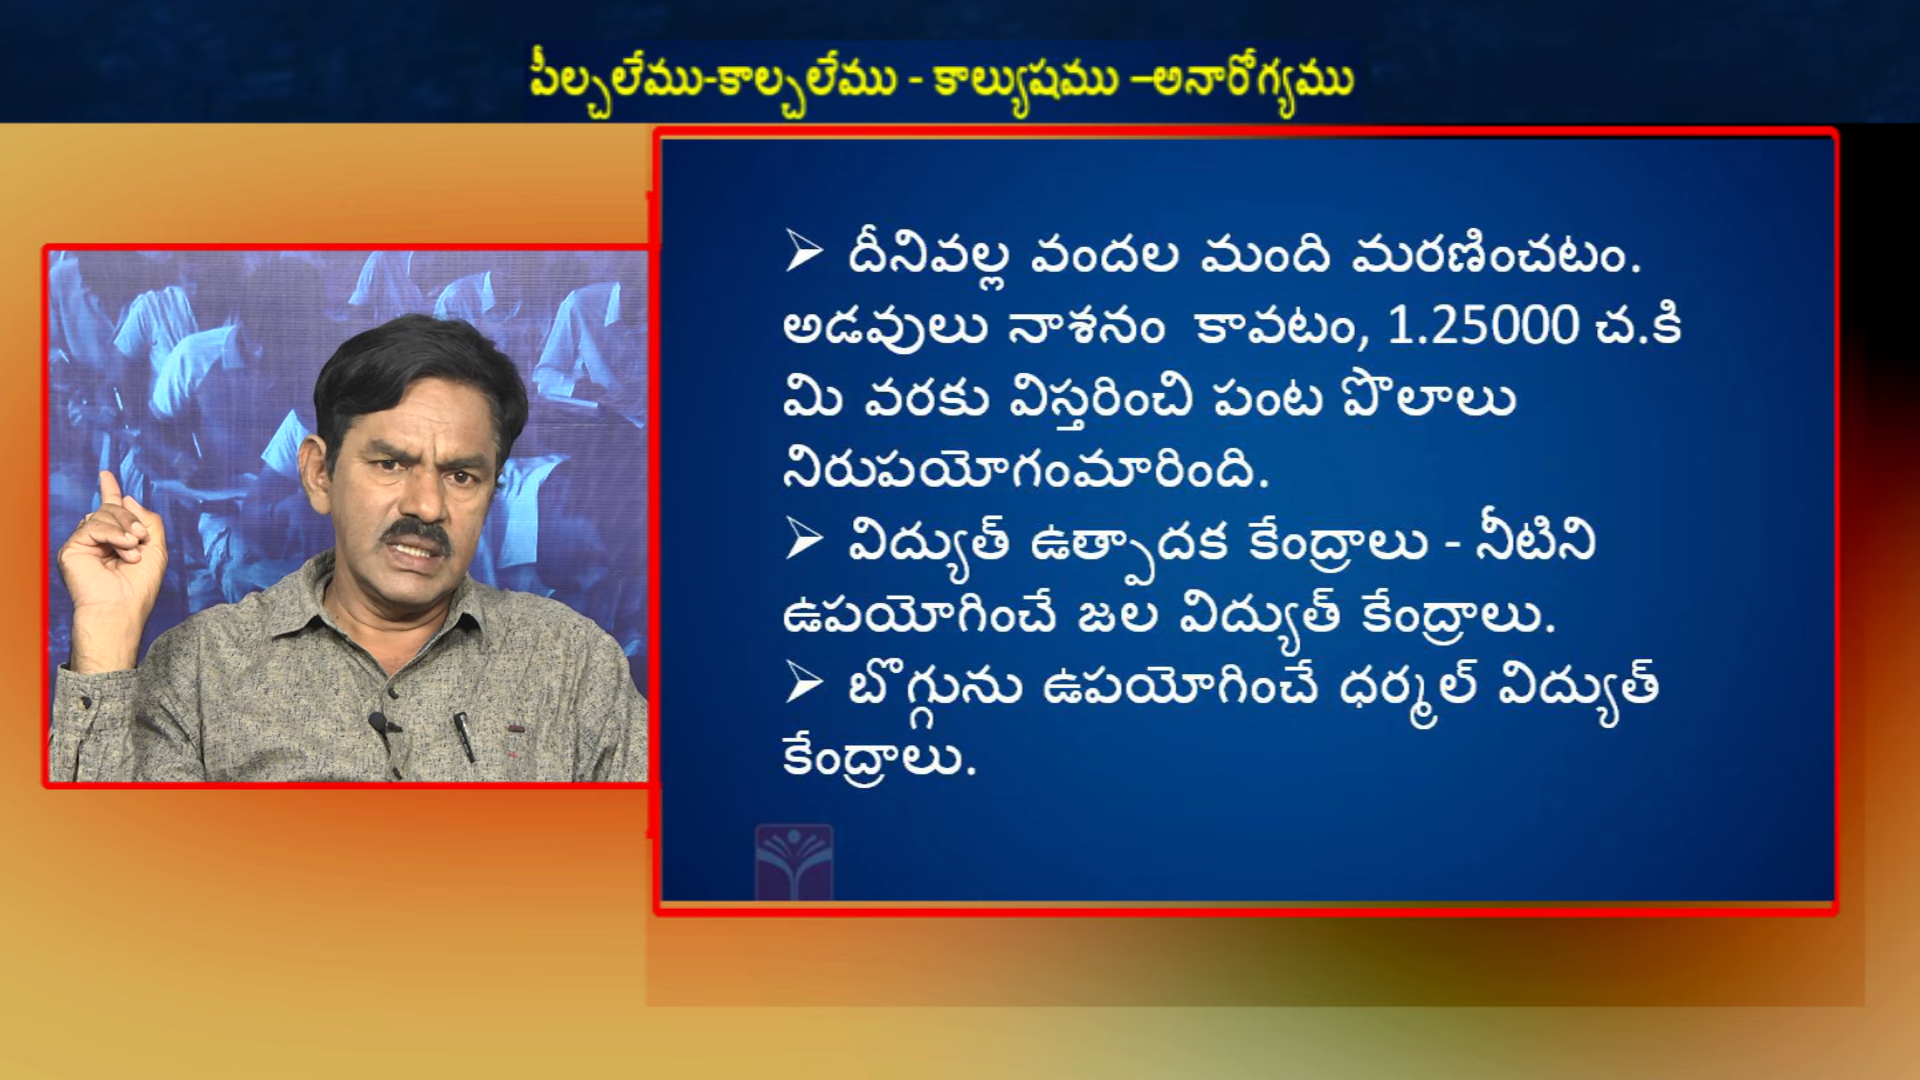 పీల్చలేము-కాల్చలేము - కాల్యుషము –అనారోగ్యము
➢ దీనివల్ల వందల మంది మరణించటం.
అడవులు నాశనం కావటం, 1.25000 చ.కి
మి వరకు విస్తరించి పంట పొలాలు
నిరుపయోగంమారింది.
➢ విద్యుత్ ఉత్పాదక కేంద్రాలు - నీటిని
ఉపయోగించే జల విద్యుత్ కేంద్రాలు.
➢ బొగ్గును ఉపయోగించే ధర్మల్ విద్యుత్
కేంద్రాలు.